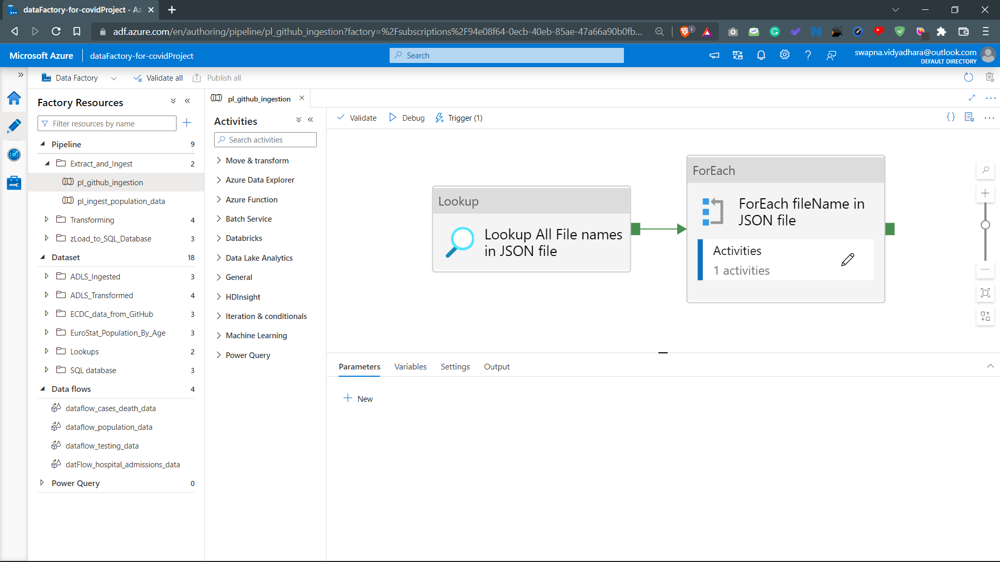 dataFactory-for-covidProject - Az
adf.azure.com/en/authoring/pipeline/pl_github_ingestion?factory=%2Fsubscriptions%2F94e08f64-0ecb-40eb-85ae-47a66a90b0fb...
1
Microsoft Azure
dataFactory-for-covidProject
Search
swapna.vidyadhara@outlook.com
DEFAULT DIRECTORY
Data Factory
Validate all
Publish all
Factory Resources
Filter resources by name
Pipeline 9
Extract_and_Ingest 2
pl_github_ingestion
pl_ingest_population_data
Transforming 4
zLoad_to_SQL_Database 3
Dataset 18
ADLS_Ingested 3
ADLS_Transformed 4
ECDC_data_from_GitHub 3
EuroStat_Population_By_Age 3
Lookups 2
SQL database 3
Data flows 4
dataflow_cases_death_data
dataflow_population_data
dataflow_testing_data
datFlow_hospital_admissions_data
Power Query 0
pl_github_ingestion
Activities
Search activities
Move & transform
Azure Data Explorer
Azure Function
Batch Service
Databricks
Data Lake Analytics
General
HDInsight
Iteration & conditionals
Machine Learning
Power Query
Validate
Debug
Trigger (1)
Lookup
Lookup All File names
in JSON file
ForEach
ForEach fileName in
JSON file
Activities
1 activities
Parameters
Variables
Settings
Output
New